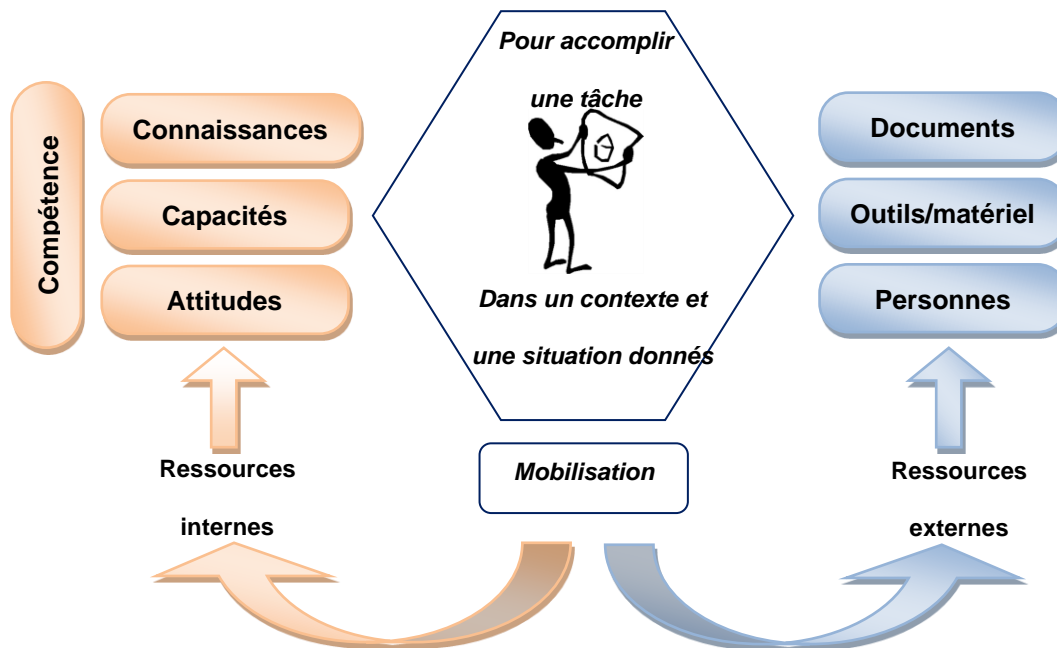 Compétence
Connaissances
Capacités
Attitudes
Ressources
internes
Pour accomplir
une tâche
Dans un contexte et
une situation donnés
Mobilisation
Documents
Outils/matériel
Personnes
Ressources
externes